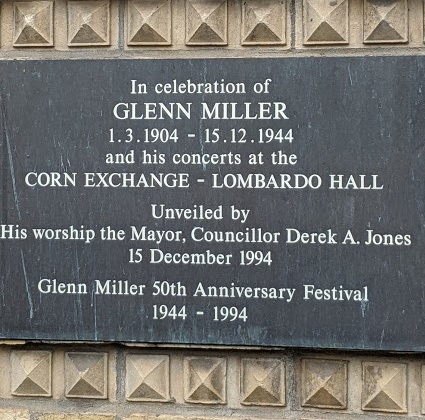 In celebration of
GLENN MILLER
1.3.1904 - 15.12.1944
and his concerts at the
CORN EXCHANGE - LOMBARDO HALL
Unveiled by
His worship the Mayor, Councillor Derek A. Jones
15 December 1994
Glenn Miller 50th Anniversary Festival
1944 - 1994